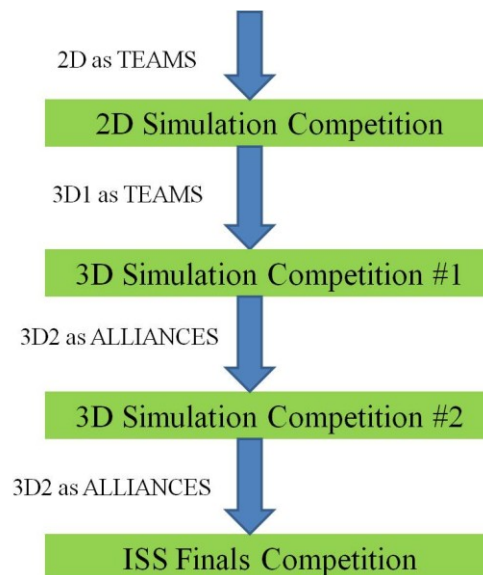 2D as TEAMS
2D Simulation Competition
3D1 as TEAMS
3D Simulation Competition #1
3D2 as ALLIANCES
3D Simulation Competition #2
3D2 as ALLIANCES
ISS Finals Competition